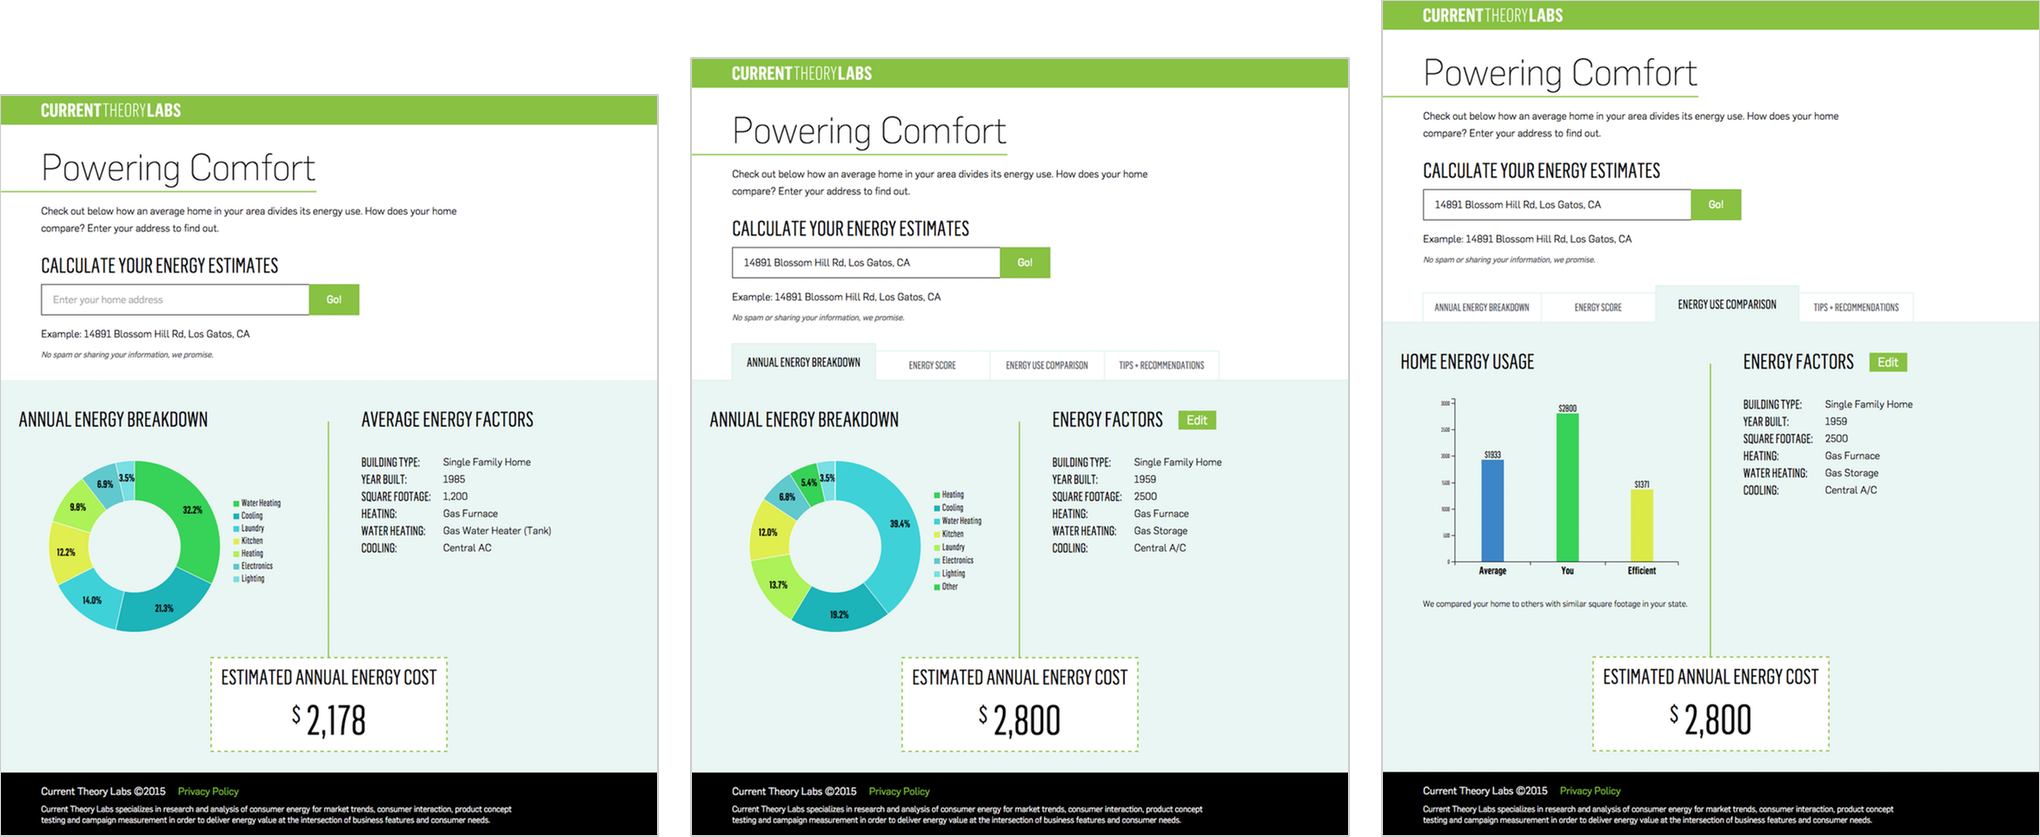 CURRENTTHEORYLABS
Powering Comfort
Check out below how an average home in your area divides its energy use. How does your home
compare? Enter your address to find out.
CALCULATE YOUR ENERGY ESTIMATES
Enter your home address
Go!
Example: 14891 Blossom Hill Rd, Los Gatos, CA
No spam or sharing your information, we promise.
ANNUAL ENERGY BREAKDOWN
32.2%
21.3%
14.0%
12.2%
9.8%
6.9%
3.5%
Water Heating
Cooling
Laundry
Kitchen
Heating
Electronics
Lighting
AVERAGE ENERGY FACTORS
BUILDING TYPE: Single Family Home
YEAR BUILT: 1985
SQUARE FOOTAGE: 1,200
HEATING: Gas Furnace
WATER HEATING: Gas Water Heater (Tank)
COOLING: Central AC
ESTIMATED ANNUAL ENERGY COST
$ 2,178
Current Theory Labs ©2015 Privacy Policy
Current Theory Labs specializes in research and analysis of consumer energy for market trends, consumer interaction, product concept
testing and campaign measurement in order to deliver energy value at the intersection of business features and consumer needs.
CURRENTTHEORYLABS
Powering Comfort
Check out below how an average home in your area divides its energy use. How does your home
compare? Enter your address to find out.
CALCULATE YOUR ENERGY ESTIMATES
14891 Blossom Hill Rd, Los Gatos, CA
Go!
Example: 14891 Blossom Hill Rd, Los Gatos, CA
No spam or sharing your information, we promise.
ANNUAL ENERGY BREAKDOWN
ENERGY SCORE
ENERGY USE COMPARISON
TIPS + RECOMMENDATIONS
ANNUAL ENERGY BREAKDOWN
39.4%
19.2%
13.7%
12.0%
6.8%
5.4%
3.5%
Heating
Cooling
Water Heating
Kitchen
Laundry
Electronics
Lighting
Other
ENERGY FACTORS Edit
BUILDING TYPE: Single Family Home
YEAR BUILT: 1959
SQUARE FOOTAGE: 2500
HEATING: Gas Furnace
WATER HEATING: Gas Storage
COOLING: Central A/C
ESTIMATED ANNUAL ENERGY COST
$ 2,800
Current Theory Labs ©2015 Privacy Policy
Current Theory Labs specializes in research and analysis of consumer energy for market trends, consumer interaction, product concept
testing and campaign measurement in order to deliver energy value at the intersection of business features and consumer needs.
CURRENTTHEORYLABS
Powering Comfort
Check out below how an average home in your area divides its energy use. How does your home
compare? Enter your address to find out.
CALCULATE YOUR ENERGY ESTIMATES
14891 Blossom Hill Rd, Los Gatos, CA
Go!
Example: 14891 Blossom Hill Rd, Los Gatos, CA
No spam or sharing your information, we promise.
ANNUAL ENERGY BREAKDOWN
ENERGY SCORE
ENERGY USE COMPARISON
TIPS + RECOMMENDATIONS
HOME ENERGY USAGE
$1933
$2800
$1371
Average
You
Efficient
We compared your home to others with similar square footage in your state.
ENERGY FACTORS Edit
BUILDING TYPE: Single Family Home
YEAR BUILT: 1959
SQUARE FOOTAGE: 2500
HEATING: Gas Furnace
WATER HEATING: Gas Storage
COOLING: Central A/C
ESTIMATED ANNUAL ENERGY COST
$ 2,800
Current Theory Labs ©2015 Privacy Policy
Current Theory Labs specializes in research and analysis of consumer energy for market trends, consumer interaction, product concept
testing and campaign measurement in order to deliver energy value at the intersection of business features and consumer needs.